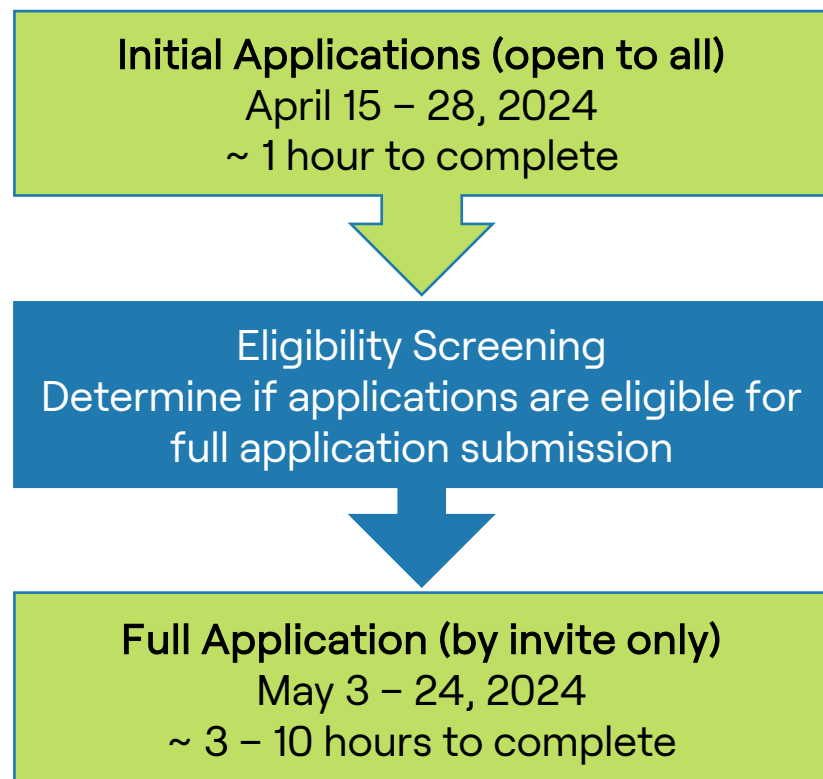 Initial Applications (open to all)
April 15 – 28, 2024
~ 1 hour to complete
Eligibility Screening
Determine if applications are eligible for
full application submission
Full Application (by invite only)
May 3 – 24, 2024
~ 3 – 10 hours to complete